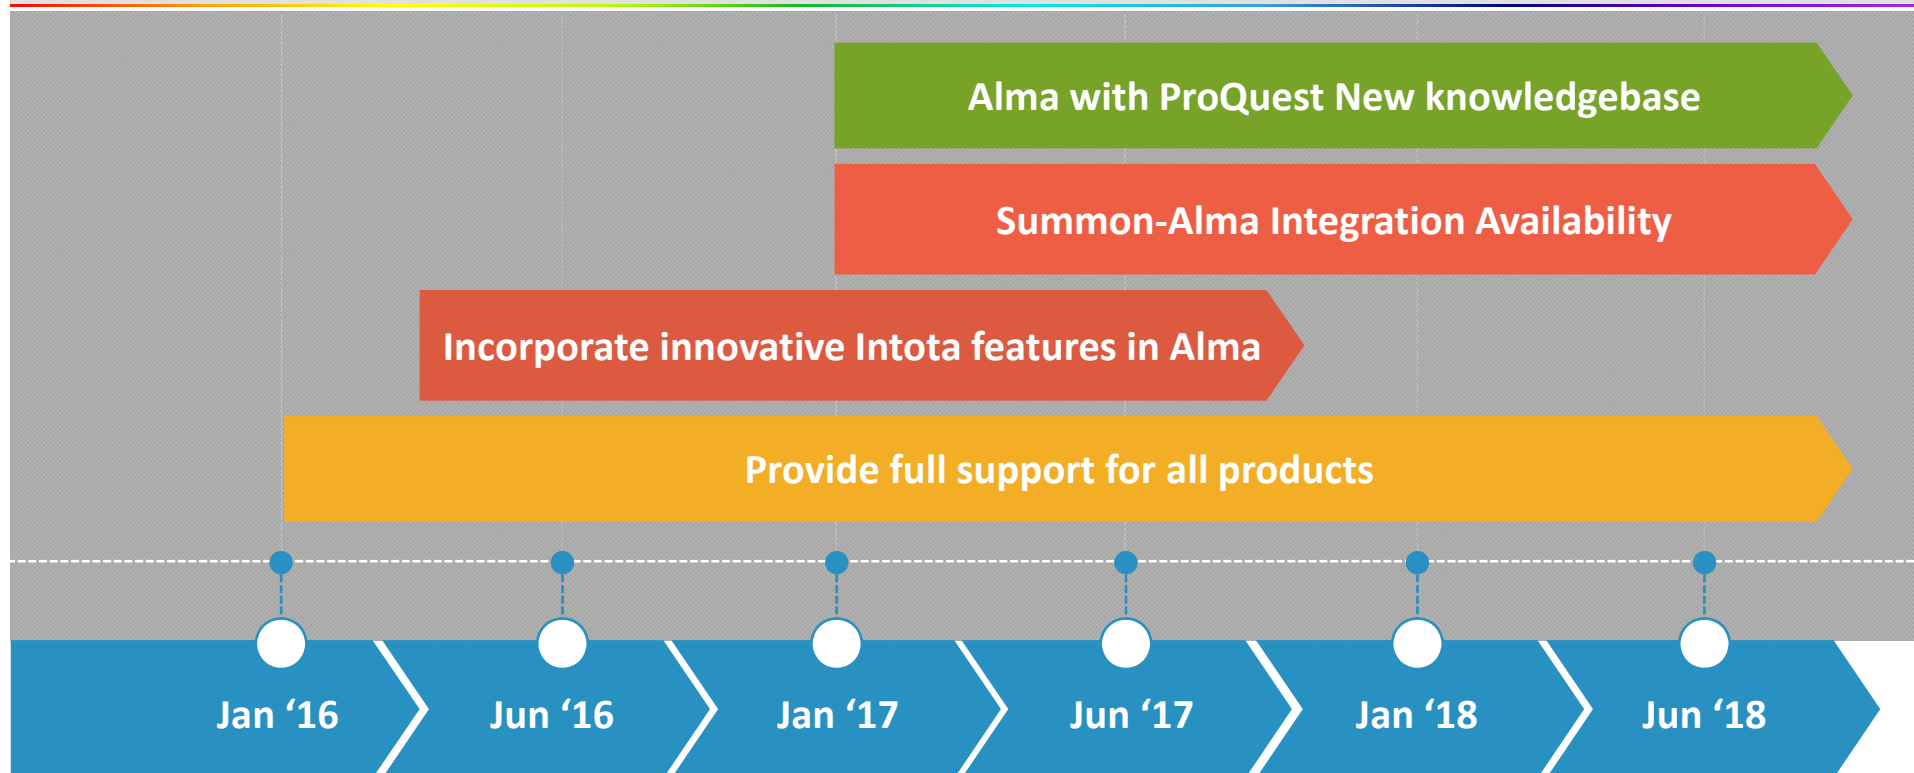 Alma with ProQuest New knowledgebase
Summon-Alma Integration Availability
Incorporate innovative Intota features in Alma
Provide full support for all products
Jan ‘16
Jun ‘16
Jan ‘17
Jun ‘17
Jan ‘18
Jun ‘18